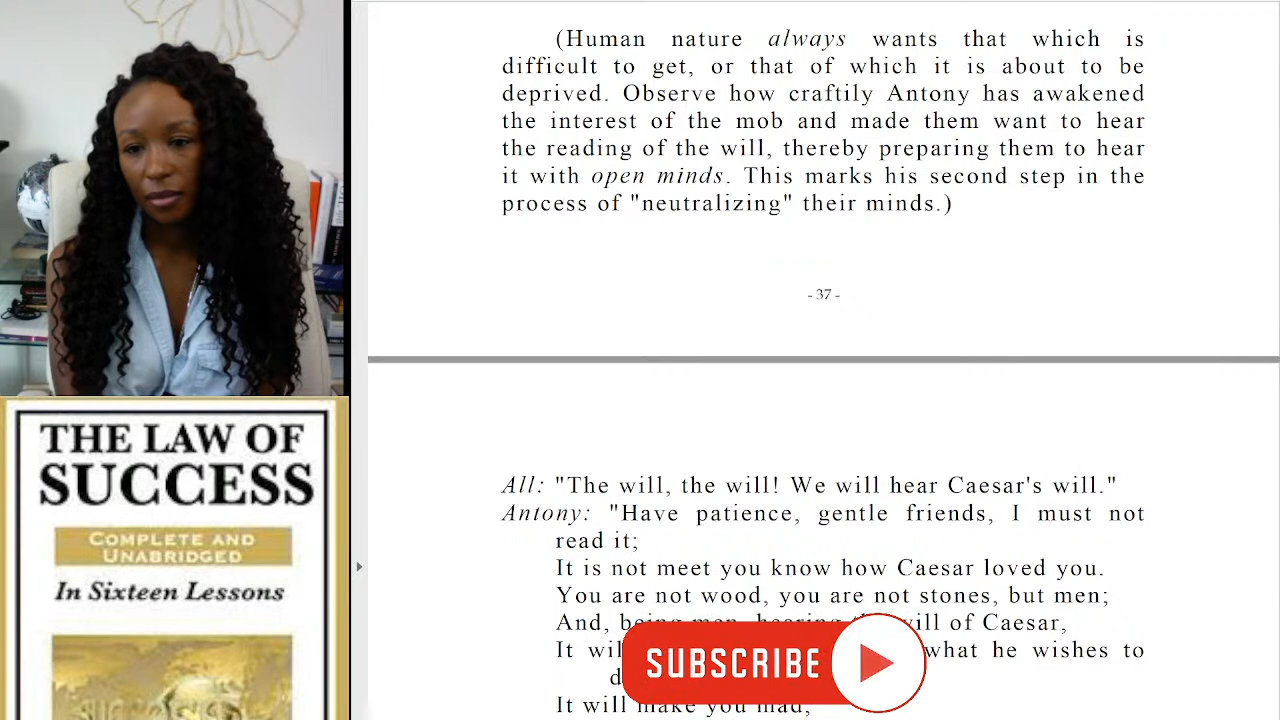 (Human nature always wants that which is
difficult to get, or that of which it is about to be
deprived. Observe how craftily Antony has awakened
the interest of the mob and made them want to hear
the reading of the will, thereby preparing them to hear
it with open minds. This marks his second step in the
process of "neutralizing" their minds.)
- 37 -
All: "The will, the will! We will hear Caesar's will."
Antony: "Have patience, gentle friends, I must not
read it;
It is not meet you know how Caesar loved you.
You are not wood, you are not stones, but men;
And, being men, hearing the will of Caesar,
It what he wishes to
It will make you mad,
SUBSCRIBE
THE LAW OF
SUCCESS
COMPLETE AND
UNABRIDGED
In Sixteen Lessons